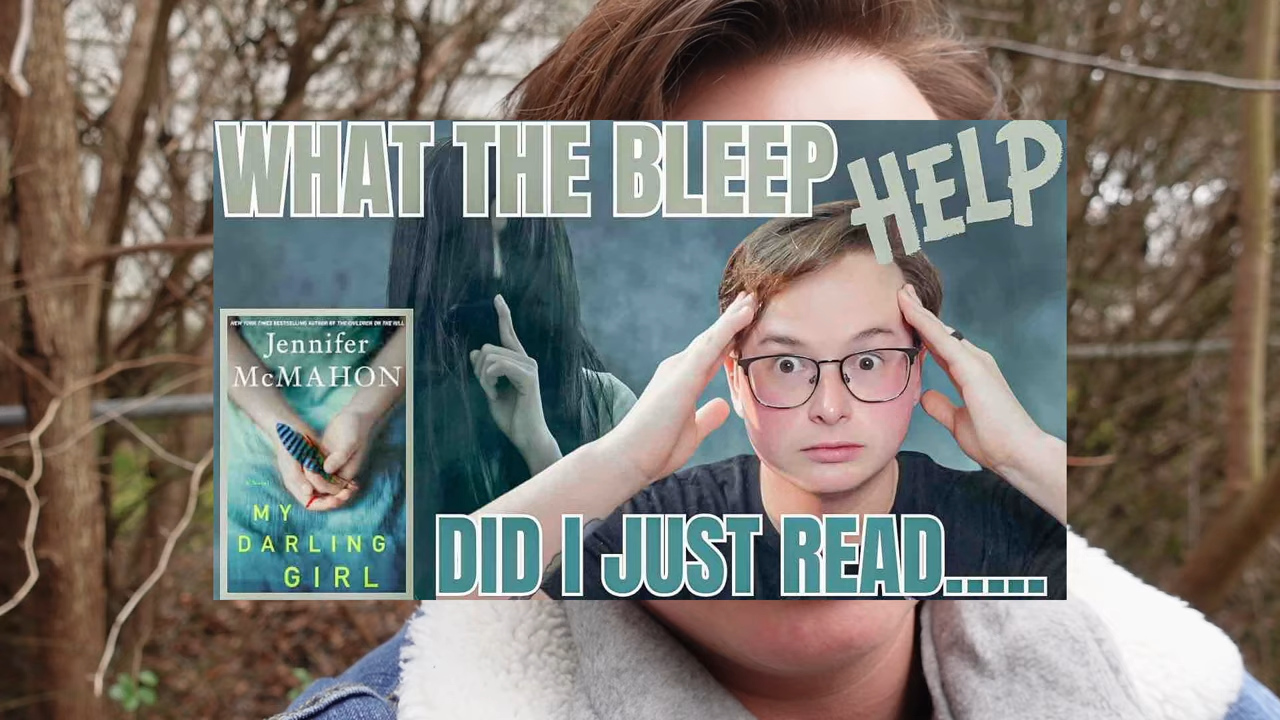 WHAT THE BLEEP
HELP
NEW YORK TIMES BESTSELLING AUTHOR OF THE CHILDREN ON THE HILL
Jennifer
McMAHON
a novel
MY
DARLING
GIRL
DID I JUST READ.....